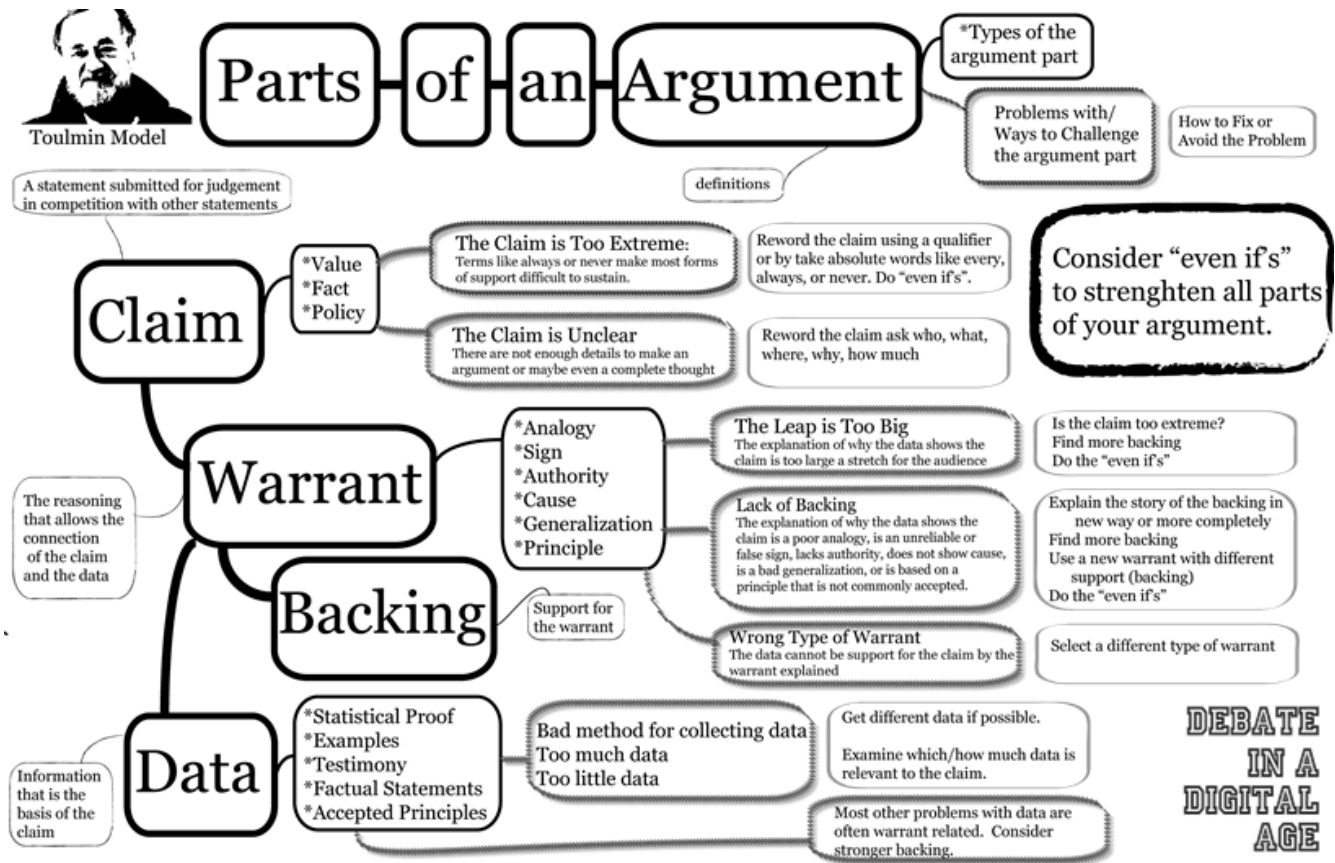 Parts of an Argument
Toulmin Model
*Types of the
argument part
Problems with/
Ways to Challenge
the argument part
How to Fix or
Avoid the Problem
definitions
A statement submitted for judgement
in competition with other statements
Claim
*Value
*Fact
*Policy
The Claim is Too Extreme:
Terms like always or never make most forms
of support difficult to sustain.
Reword the claim using a qualifier
or by take absolute words like every,
always, or never. Do “even if's”.
The Claim is Unclear
There are not enough details to make an
argument or maybe even a complete thought
Reword the claim ask who, what,
where, why, how much
Consider “even if's”
to strenghten all parts
of your argument.
Warrant
The reasoning
that allows the
connection
of the claim
and the data
*Analogy
*Sign
*Authority
*Cause
*Generalization
*Principle
The Leap is Too Big
The explanation of why the data shows the
claim is too large a stretch for the audience
Is the claim too extreme?
Find more backing
Do the “even if's”
Lack of Backing
The explanation of why the data shows the
claim is a poor analogy, is an unreliable or
false sign, lacks authority, does not show cause,
is a bad generalization, or is based on a
principle that is not commonly accepted.
Explain the story of the backing in
new way or more completely
Find more backing
Use a new warrant with different
support (backing)
Do the “even if's”
Wrong Type of Warrant
The data cannot be support for the claim by the
warrant explained
Select a different type of warrant
Backing
Support for
the warrant
Data
Information
that is the
basis of the
claim
*Statistical Proof
*Examples
*Testimony
*Factual Statements
*Accepted Principles
Bad method for collecting data
Too much data
Too little data
Get different data if possible.
Examine which/how much data is
relevant to the claim.
Most other problems with data are
often warrant related. Consider
stronger backing.
DEBATE
IN A
DIGITAL
AGE